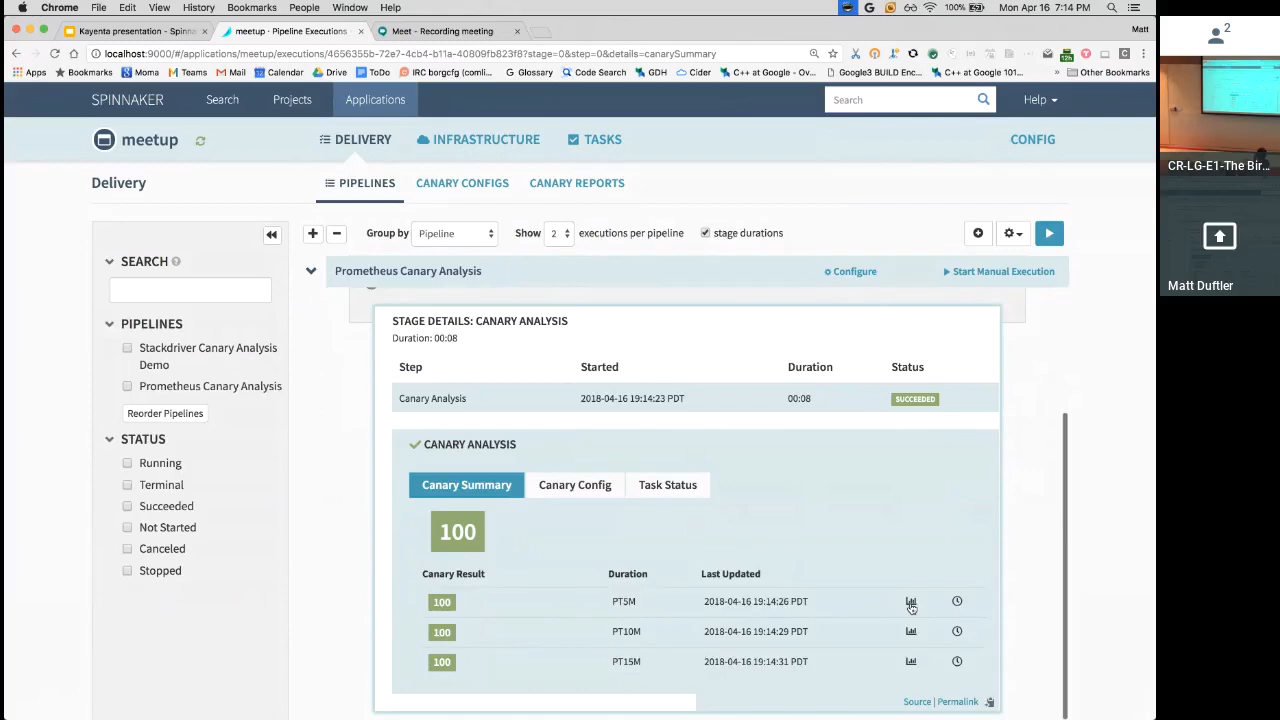 Chrome File Edit View History Bookmarks People Window Help 100% Mon Apr 16 7:14 PM
Kayenta presentation - Spinna meetup · Pipeline Executions Meet - Recording meeting Matt
localhost:9000/#/applications/meetup/executions/4656355b-72e7-4cb4-b11a-40809fb823f8?stage=0&step=0&details=canarySummary
Apps Bookmarks Moma Teams Mail Calendar Drive ToDo IRC borgcfg (comli... Glossary Code Search GDH Cider C++ at Google - Ov... Google3 BUILD Enc... C++ at Google 101... Other Bookmarks
SPINNAKER Search Projects Applications Search Help
meetup DELIVERY INFRASTRUCTURE TASKS CONFIG
Delivery PIPELINES CANARY CONFIGS CANARY REPORTS
Group by Pipeline Show 2 executions per pipeline stage durations
SEARCH
PIPELINES
Stackdriver Canary Analysis
Demo
Prometheus Canary Analysis
Reorder Pipelines
STATUS
Running
Terminal
Succeeded
Not Started
Canceled
Stopped
Prometheus Canary Analysis Configure Start Manual Execution
STAGE DETAILS: CANARY ANALYSIS
Duration: 00:08
Step Started Duration Status
Canary Analysis 2018-04-16 19:14:23 PDT 00:08 SUCCEEDED
CANARY ANALYSIS
Canary Summary Canary Config Task Status
100
Canary Result Duration Last Updated
100 PT5M 2018-04-16 19:14:26 PDT
100 PT10M 2018-04-16 19:14:29 PDT
100 PT15M 2018-04-16 19:14:31 PDT
Source | Permalink
2
CR-LG-E1-The Bir...
Matt Duftler